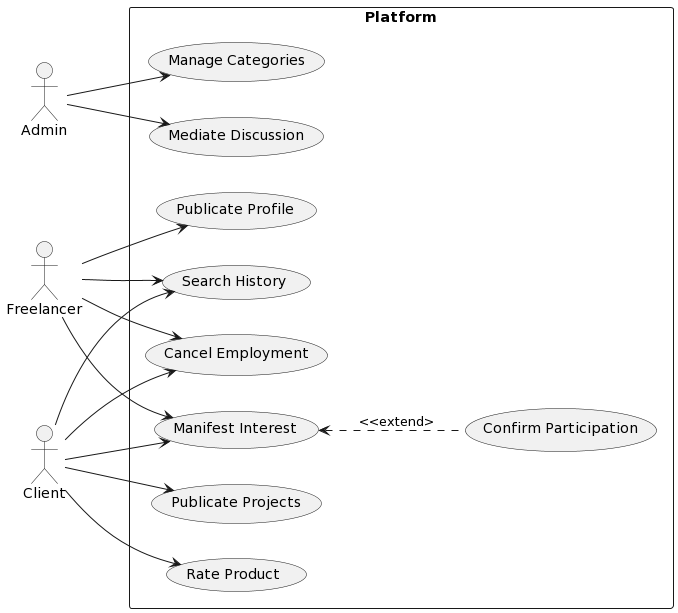 Platform
Manage Categories
Admin
Mediate Discussion
Publicate Profile
Search History
Freelancer
Cancel Employment
<<extend>
Manifest Interest
Confirm Participation
Client
Publicate Projects
Rate Product